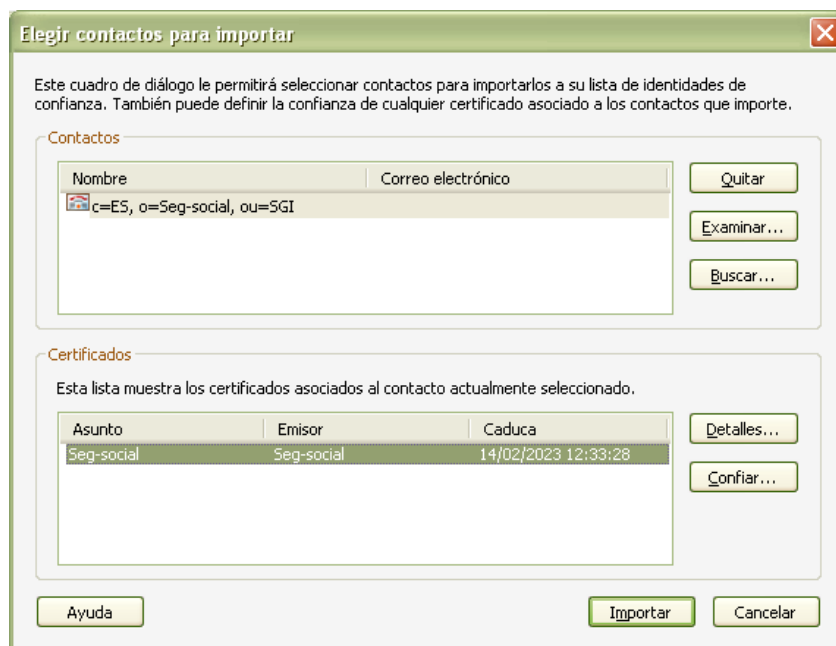 Elegir contactos para importar
Este cuadro de diálogo le permitirá seleccionar contactos para importarlos a su lista de identidades de
confianza. También puede definir la confianza de cualquier certificado asociado a los contactos que importe.
Contactos
Nombre Correo electrónico
c=ES, o=Seg-social, ou=SGI
Quitar
Examinar...
Buscar...
Certificados
Esta lista muestra los certificados asociados al contacto actualmente seleccionado.
Asunto Emisor Caduca
Seg-social Seg-social 14/02/2023 12:33:28
Detalles...
Confiar...
Ayuda Importar Cancelar